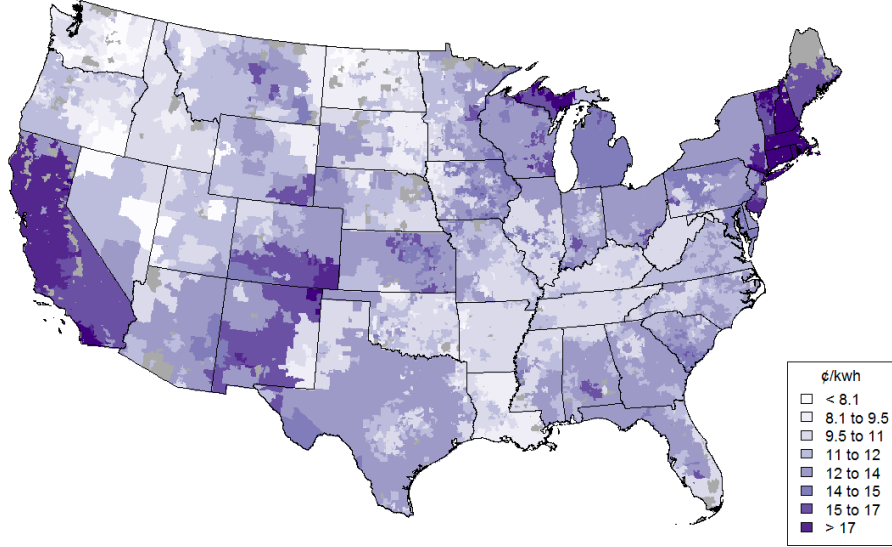 ¢/kwh
< 8.1
8.1 to 9.5
9.5 to 11
11 to 12
12 to 14
14 to 15
15 to 17
> 17